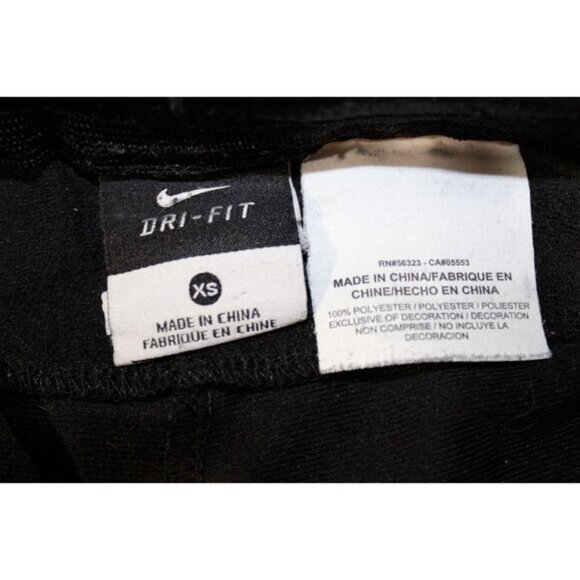 DRI-FIT
XS
MADE IN CHINA
FABRIQUE EN CHINE
RN#56323 - CA#05553
MADE IN CHINA/FABRIQUE EN
CHINE/HECHO EN CHINA
100% POLYESTER / POLYESTER / POLIESTER
EXCLUSIVE OF DECORATION / DECORATION
NON COMPRISE / NO INCLUYE LA
DECORACION